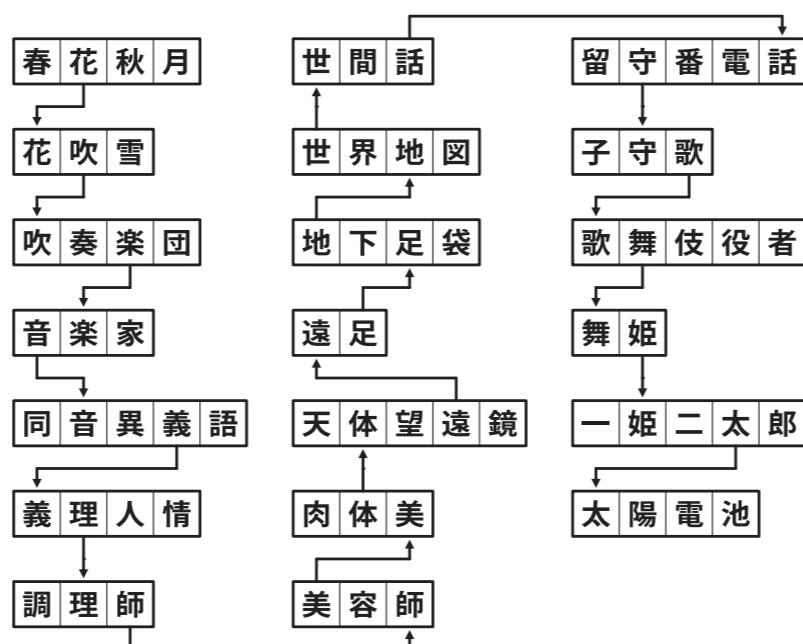 春花秋月
花吹雪
吹奏楽団
音楽家
同音異義語
義理人情
調理師
世間話
世界地図
地下足袋
遠足
天体望遠鏡
肉体美
美容師
留守番電話
子守歌
歌舞伎役者
舞姫
一姫二太郎
太陽電池